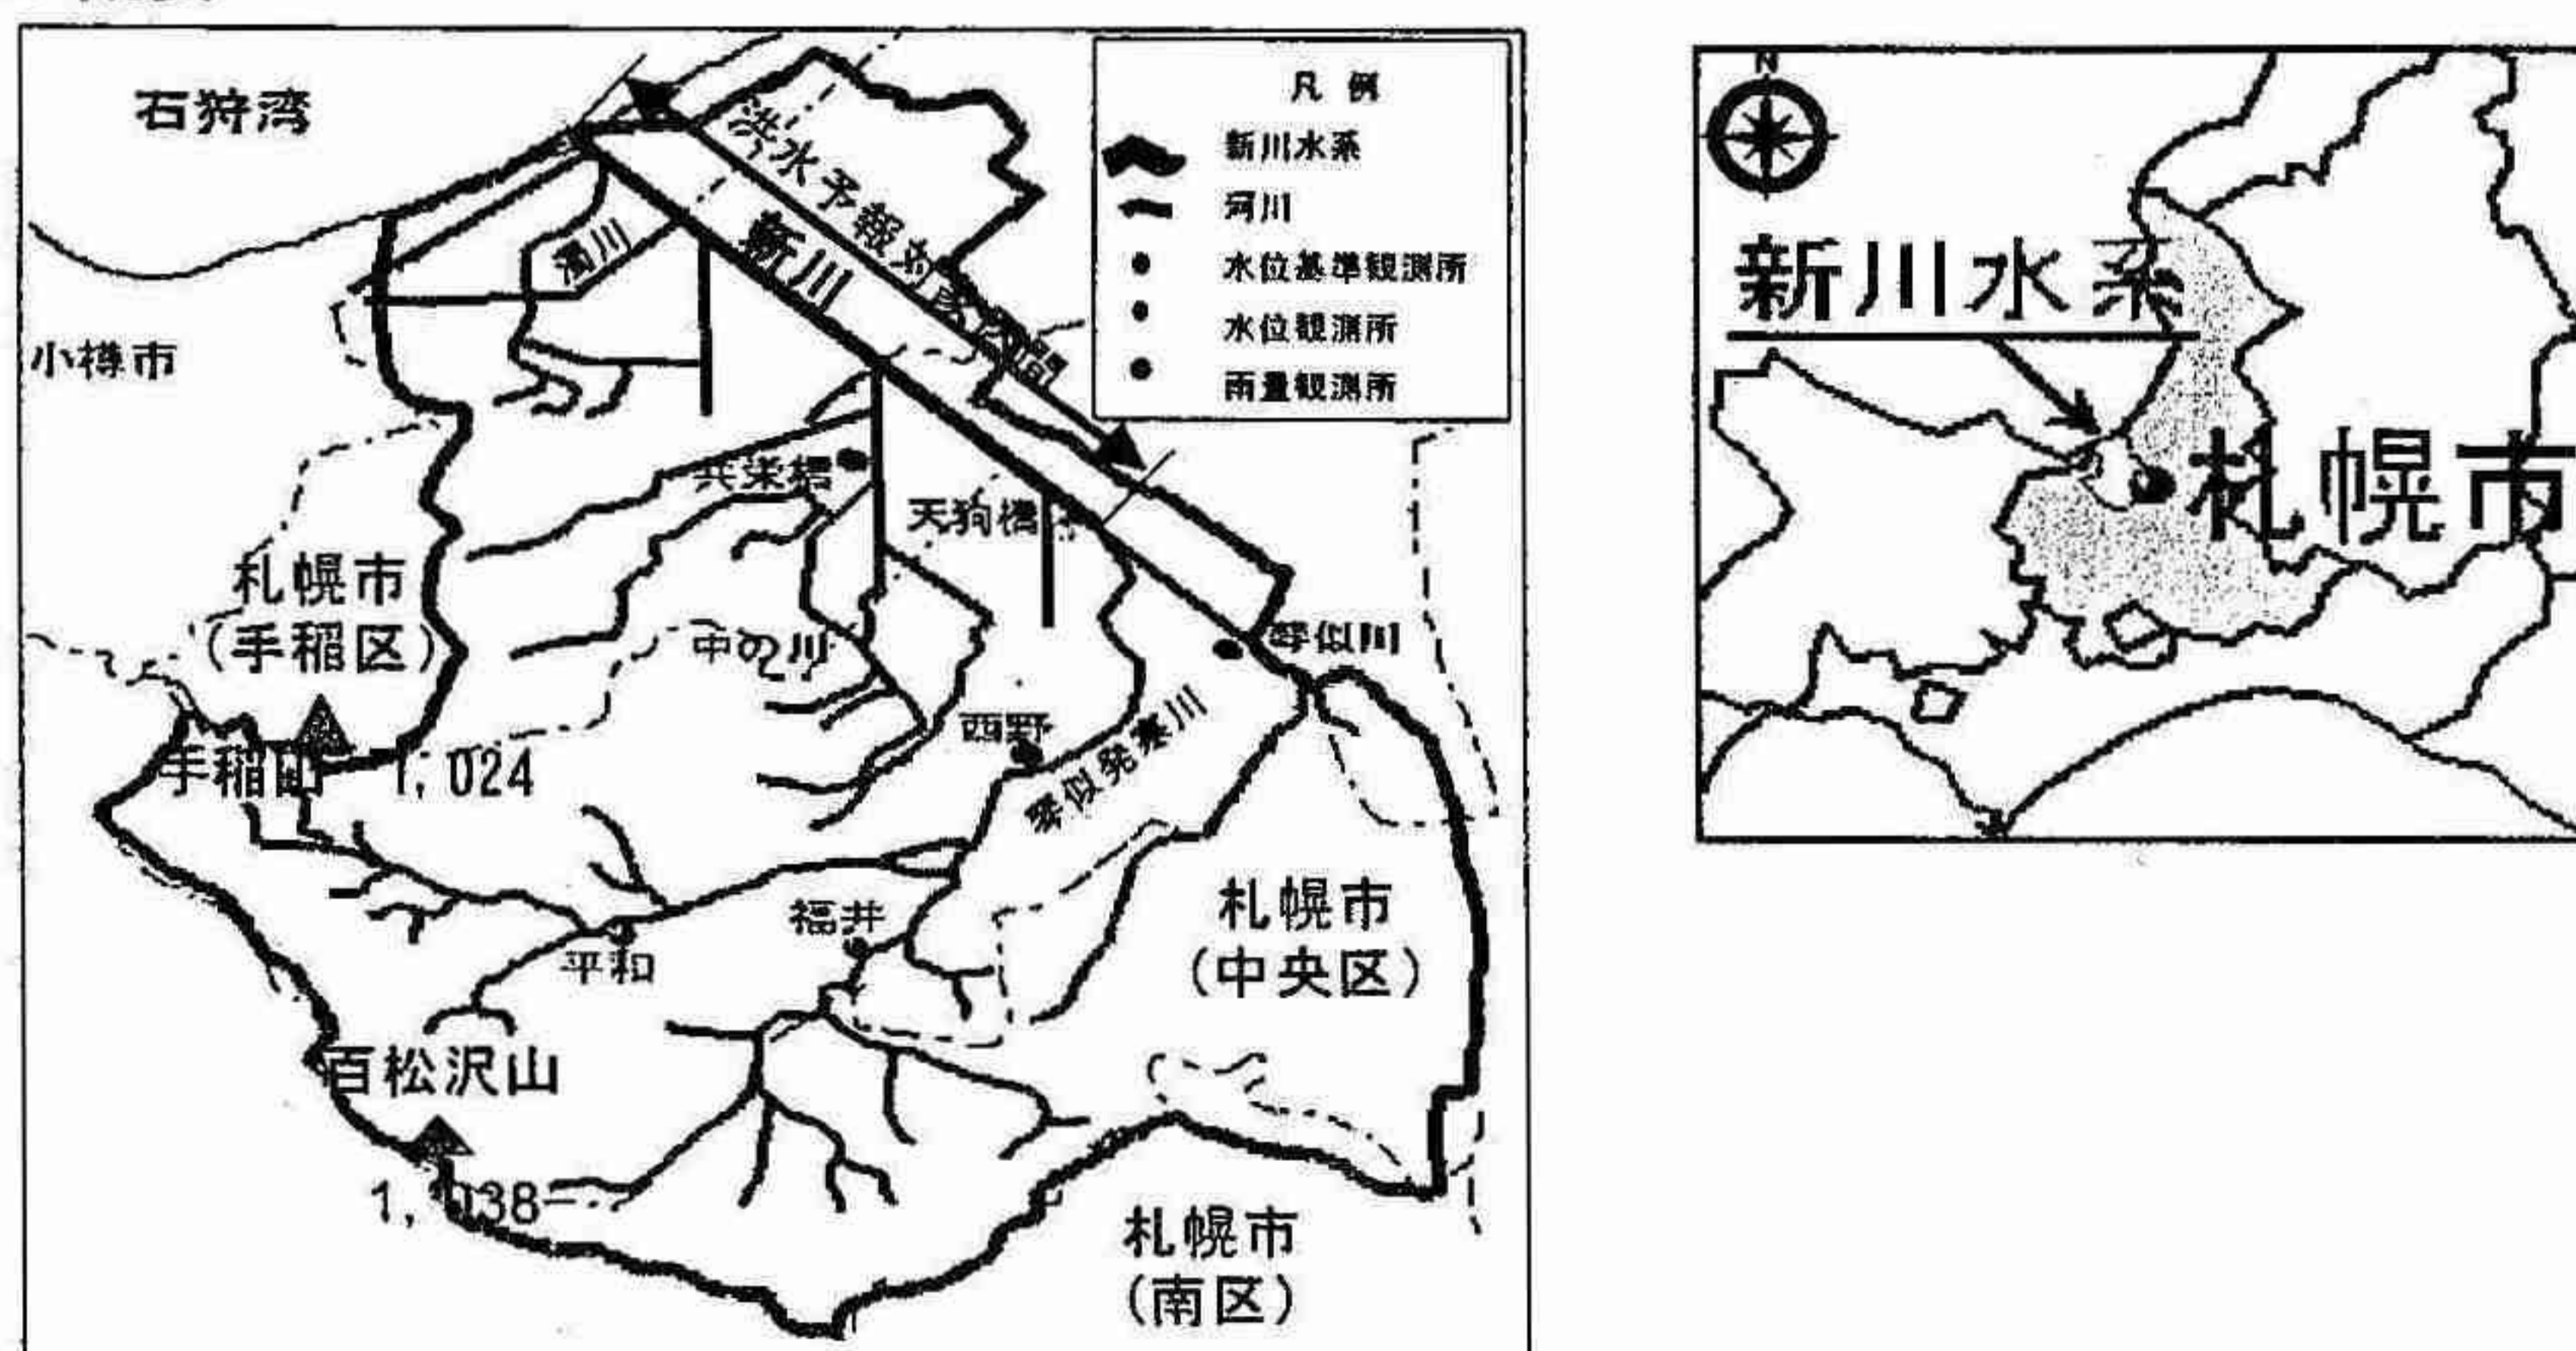 石狩湾
洪水予報対象区間
凡例
新川水系
河川
水位基準観測所
水位観測所
雨量観測所
濁川
新川
小樽市
共栄橋
天狗橋
札幌市
(手稲区)
中の川
琴似川
西野
琴似発寒川
手稲
1,024
福井
平和
札幌市
(中央区)
百松沢山
1,038
札幌市
(南区)
N
新川水系
札幌市